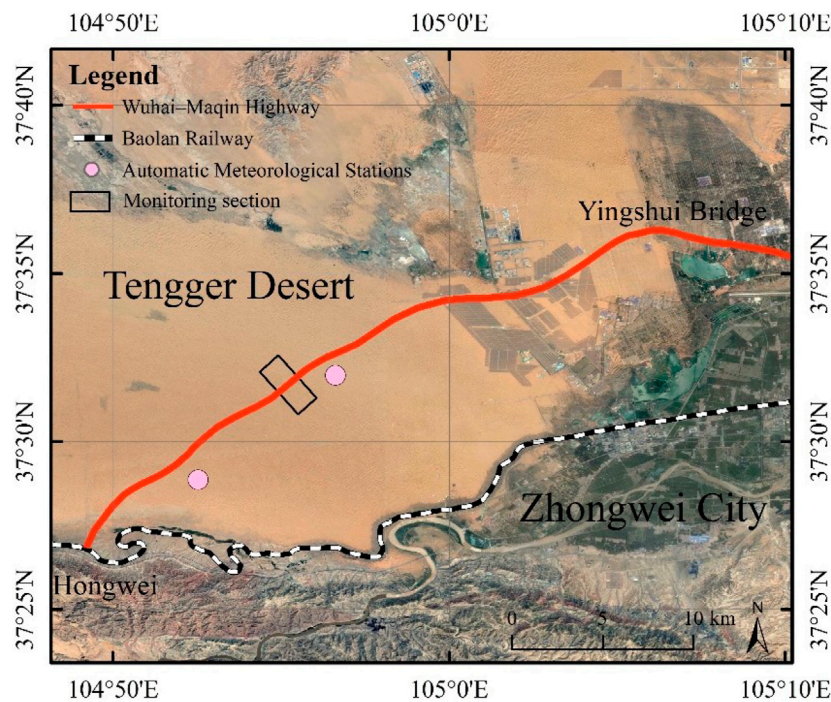 104°50'E 105°0'E 105°10'E
Legend
Wuhai–Maqin Highway
Baolan Railway
Automatic Meteorological Stations
Monitoring section
37°40'N 37°40'N
Yingshui Bridge
37°35'N 37°35'N
Tengger Desert
37°30'N 37°30'N
Zhongwei City
Hongwei
37°25'N 37°25'N
0 5 10 km
N
104°50'E 105°0'E 105°10'E